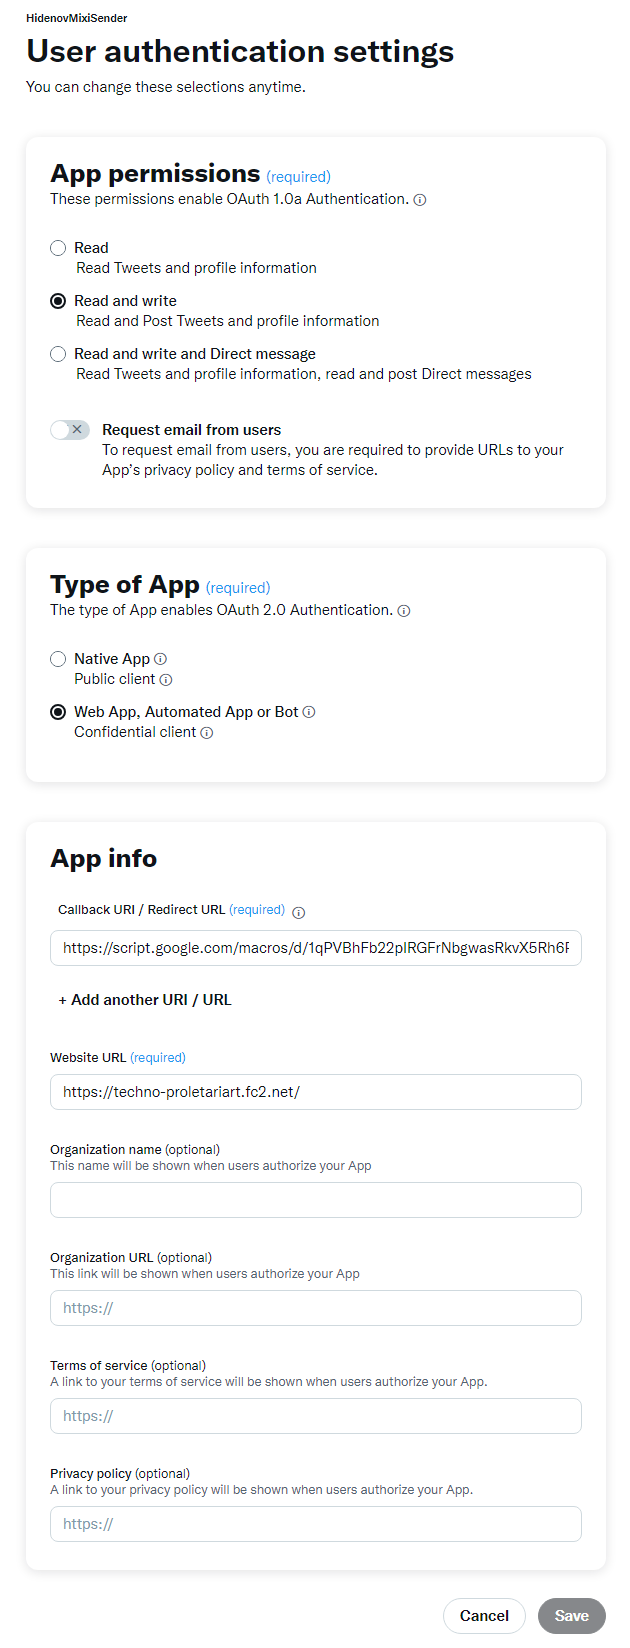 HidenovMixiSender
User authentication settings
You can change these selections anytime.
App permissions (required)
These permissions enable OAuth 1.0a Authentication.
Read
Read Tweets and profile information
Read and write
Read and Post Tweets and profile information
Read and write and Direct message
Read Tweets and profile information, read and post Direct messages
Request email from users
To request email from users, you are required to provide URLs to your
App's privacy policy and terms of service.
Type of App (required)
The type of App enables OAuth 2.0 Authentication.
Native App
Public client
Web App, Automated App or Bot
Confidential client
App info
Callback URI / Redirect URL (required)
https://script.google.com/macros/d/1qPVBhFb22pIRGFrNbgwasRkvX5Rh6F
+ Add another URI / URL
Website URL (required)
https://techno-proletariart.fc2.net/
Organization name (optional)
This name will be shown when users authorize your App
Organization URL (optional)
This link will be shown when users authorize your App
https://
Terms of service (optional)
A link to your terms of service will be shown when users authorize your App.
https://
Privacy policy (optional)
A link to your privacy policy will be shown when users authorize your App.
https://
Cancel
Save